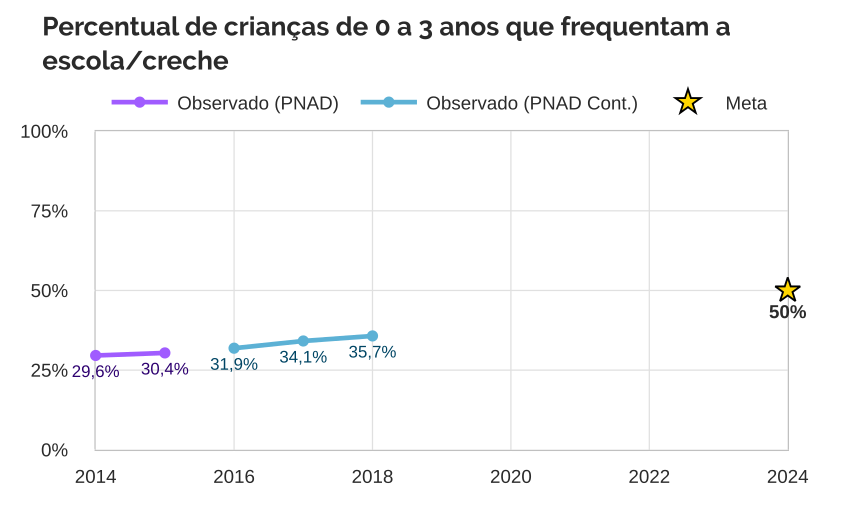 Percentual de crianças de 0 a 3 anos que frequentam a
escola/creche
Observado (PNAD) Observado (PNAD Cont.) Meta
100%
75%
50%
50%
35,7%
34,1%
31,9%
30,4%
29,6%
25%
0%
2014 2016 2018 2020 2022 2024